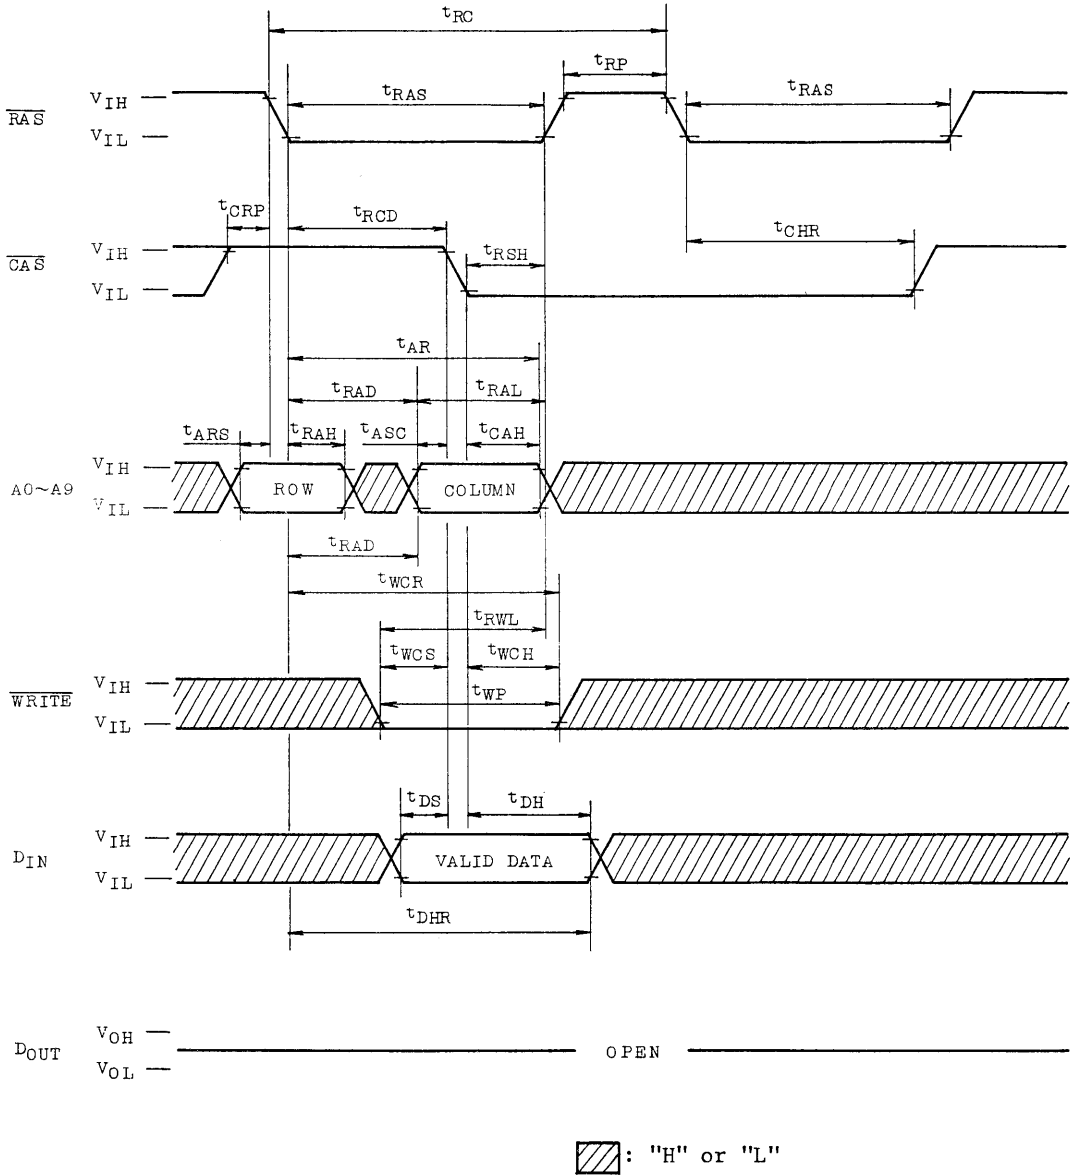 tRC
tRP
tRAS
tRAS
RAS
VIH
VIL
tCRP
tRCD
tCHR
tRSH
CAS
VIH
VIL
tAR
tRAD
tRAL
tARS
tRAH
tASC
tCAH
A0~A9
VIH
VIL
ROW
COLUMN
tRAD
tWCR
tRWL
tWCS
tWCH
tWP
WRITE
VIH
VIL
tDS
tDH
DIN
VIH
VIL
VALID DATA
tDHR
DOUT
VOH
VOL
OPEN
: "H" or "L"